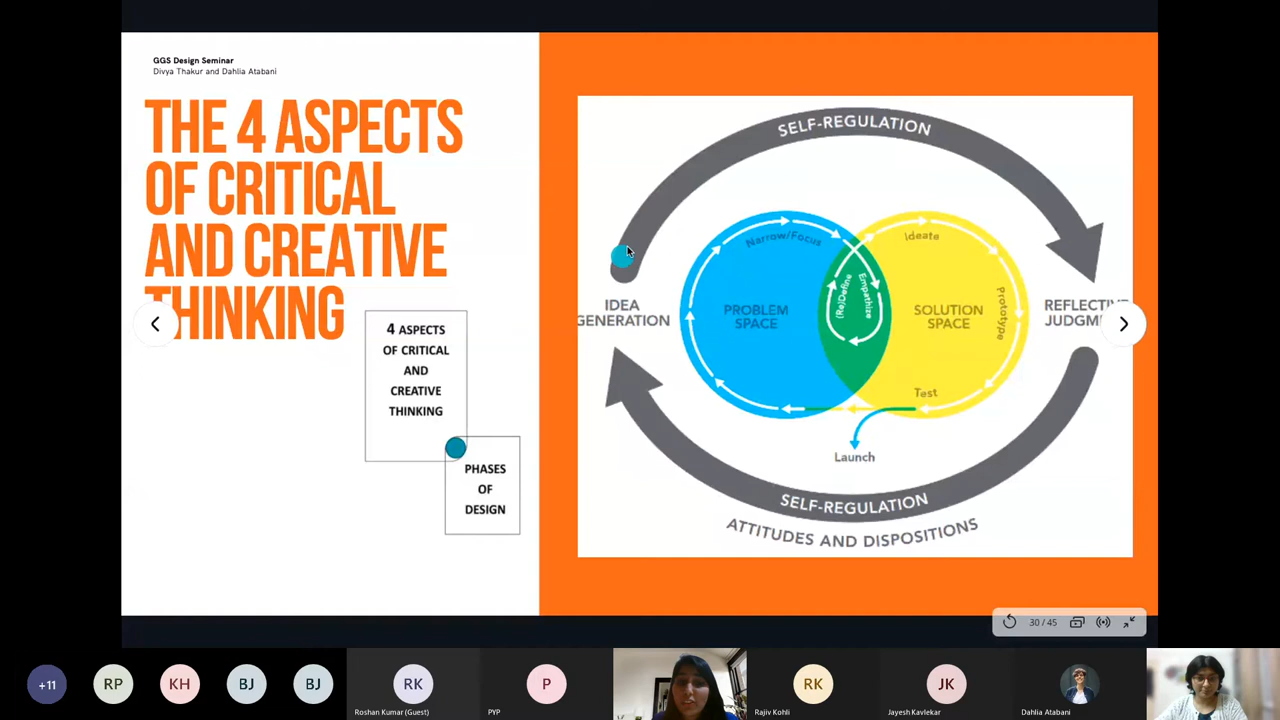 GGS Design Seminar
Divya Thakur and Dahlia Atabani
THE 4 ASPECTS
OF CRITICAL
AND CREATIVE
THINKING
4 ASPECTS
OF CRITICAL
AND
CREATIVE
THINKING
PHASES
OF
DESIGN
SELF-REGULATION
Narrow/Focus
Ideate
(Re)Define
Empathize
Prototype
IDEA
GENERATION
PROBLEM
SPACE
SOLUTION
SPACE
REFLECTIVE
Test
Launch
SELF-REGULATION
ATTITUDES AND DISPOSITIONS
30 / 45
+11
RP
KH
BJ
BJ
RK
Roshan Kumar (Guest)
P
PYP
RK
Rajiv Kohli
JK
Jayesh Kavlekar
Dahlia Atabani